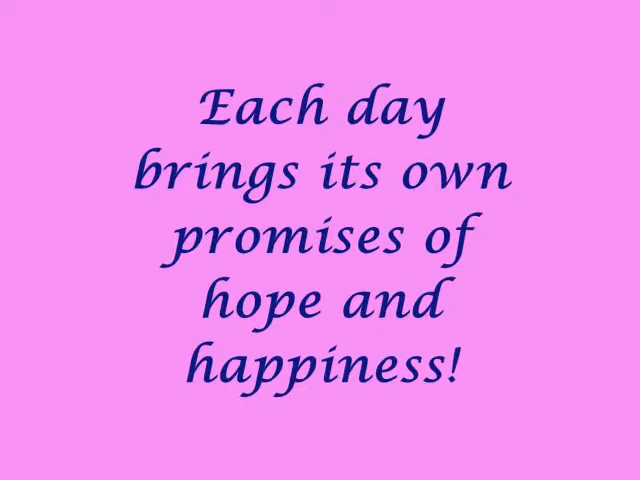 Each day
brings its own
promises of
hope and
happiness!